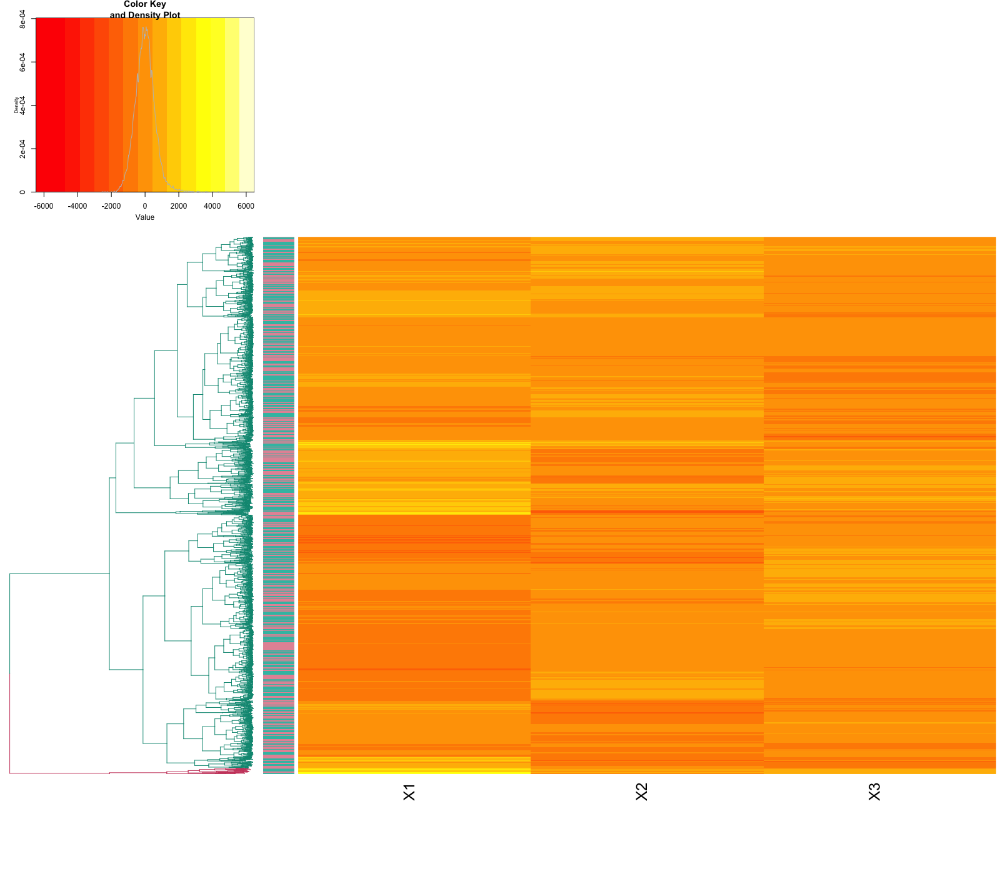 Color Key
and Density Plot
Density
0
2e-04
4e-04
6e-04
8e-04
-6000 -4000 -2000 0 2000 4000 6000
Value
X1 X2 X3